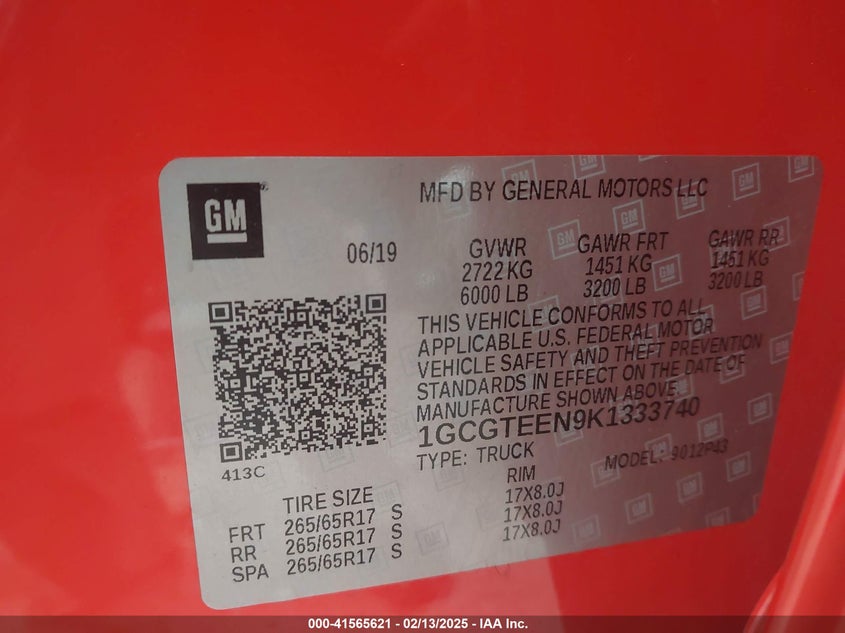 GM
06/19
MFD BY GENERAL MOTORS LLC
GVWR GAWR FRT GAWR RR
2722 KG 1451 KG 1451 KG
6000 LB 3200 LB 3200 LB
THIS VEHICLE CONFORMS TO ALL
APPLICABLE U.S. FEDERAL MOTOR
VEHICLE SAFETY AND THEFT PREVENTION
STANDARDS IN EFFECT ON THE DATE OF
MANUFACTURE SHOWN ABOVE
1GCGTEEN9K1333740
TYPE: TRUCK MODEL: 9012P43
413C
TIRE SIZE RIM
FRT 265/65R17 S 17X8.0J
RR 265/65R17 S 17X8.0J
SPA 265/65R17 S 17X8.0J
000-41565621 - 02/13/2025 - IAA Inc.